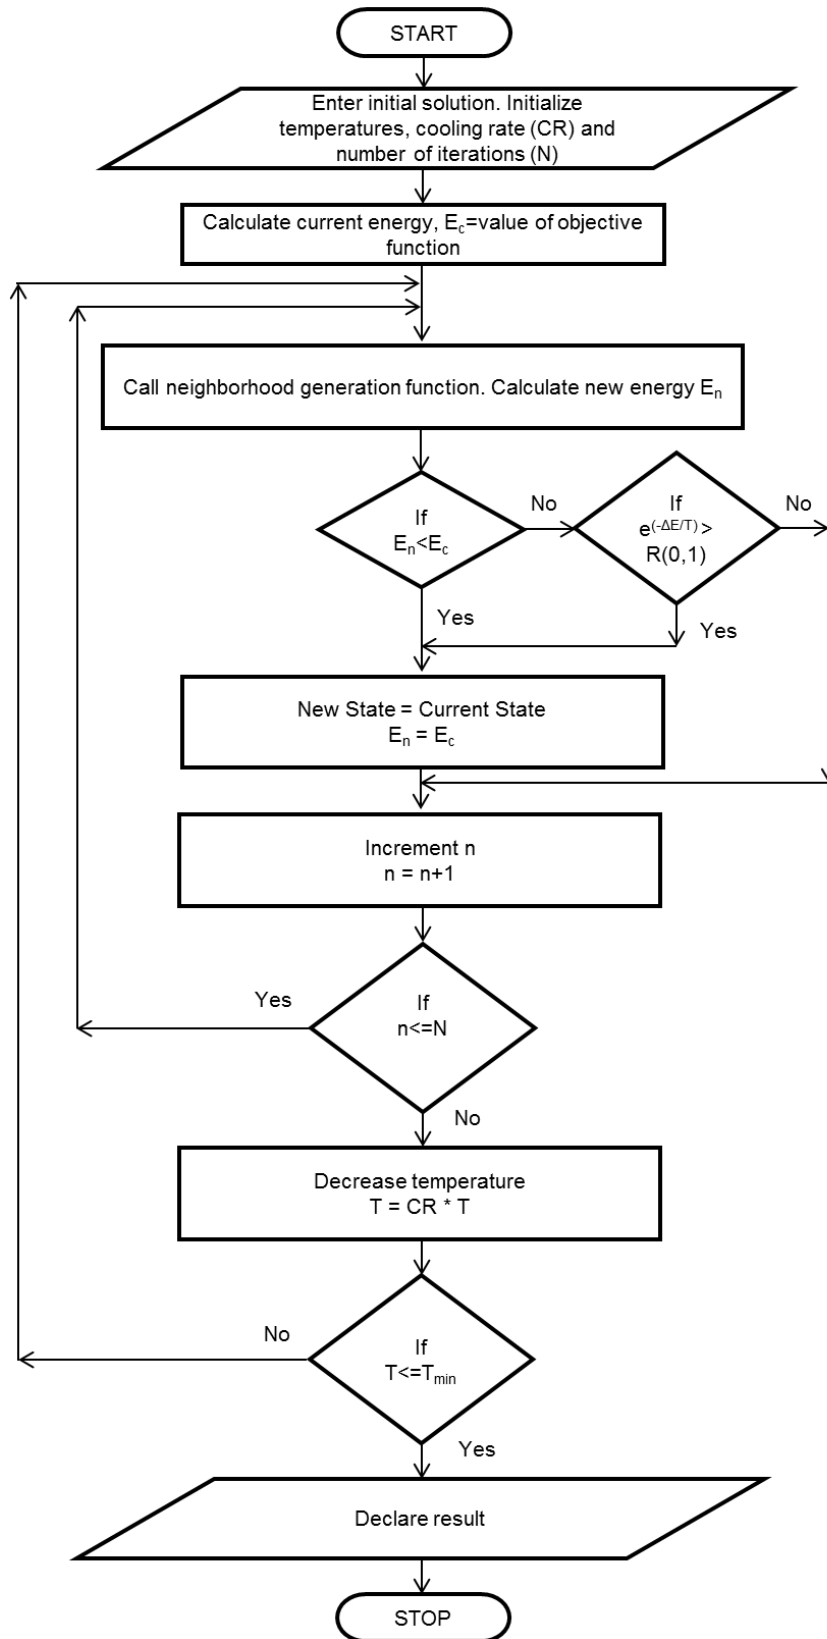 START
Enter initial solution. Initialize
temperatures, cooling rate (CR) and
number of iterations (N)
Calculate current energy, E꜀=value of objective
function
Call neighborhood generation function. Calculate new energy Eₙ
If
Eₙ<E꜀
No
If
e^(-ΔE/T) >
R(0,1)
No
Yes
Yes
New State = Current State
Eₙ = E꜀
Increment n
n = n+1
Yes
If
n<=N
No
Decrease temperature
T = CR * T
No
If
T<=Tmin
Yes
Declare result
STOP